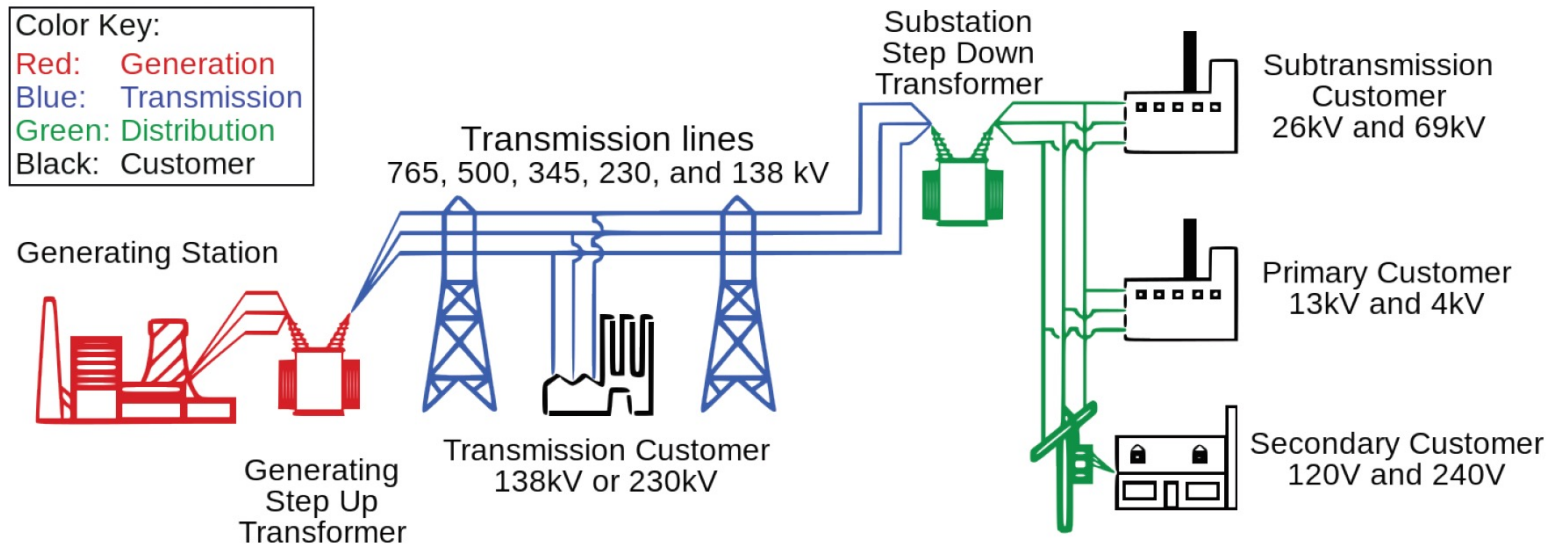 Color Key:
Red: Generation
Blue: Transmission
Green: Distribution
Black: Customer
Generating Station
Generating
Step Up
Transformer
Transmission lines
765, 500, 345, 230, and 138 kV
Transmission Customer
138kV or 230kV
Substation
Step Down
Transformer
Subtransmission
Customer
26kV and 69kV
Primary Customer
13kV and 4kV
Secondary Customer
120V and 240V